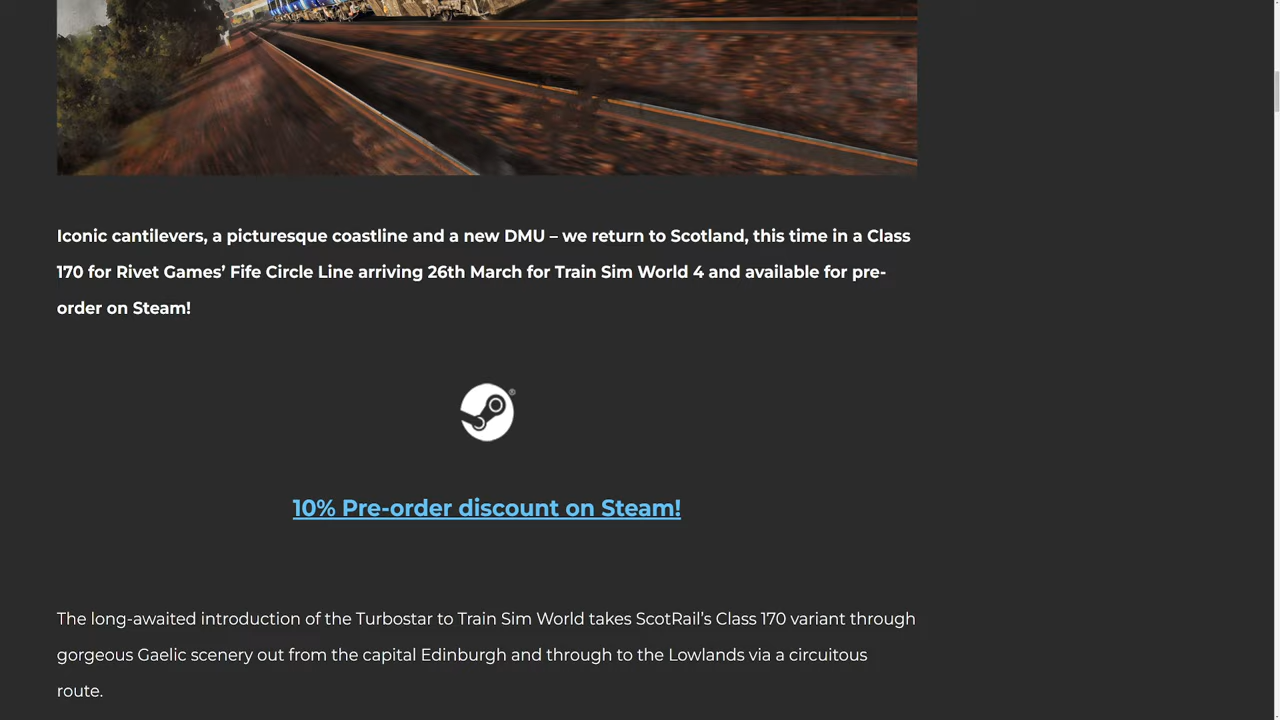 Iconic cantilevers, a picturesque coastline and a new DMU – we return to Scotland, this time in a Class
170 for Rivet Games’ Fife Circle Line arriving 26th March for Train Sim World 4 and available for pre-
order on Steam!
10% Pre-order discount on Steam!
The long-awaited introduction of the Turbostar to Train Sim World takes ScotRail’s Class 170 variant through
gorgeous Gaelic scenery out from the capital Edinburgh and through to the Lowlands via a circuitous
route.